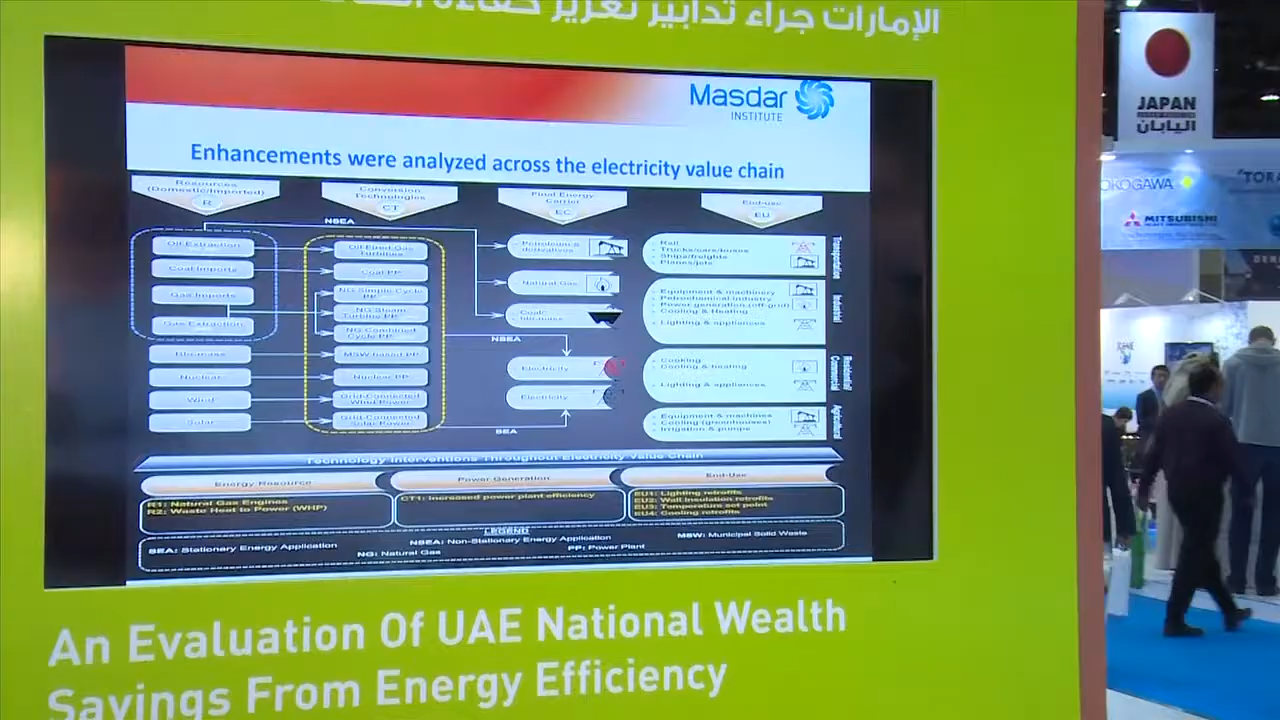 الإمارات جراء تدابير تعزيز
Masdar
INSTITUTE
Enhancements were analyzed across the electricity value chain
Resources
(Domestic/Imported)
R
Conversion
Technologies
CT
Final Energy
Carrier
EC
End-use
EU
NSEA
Oil Extraction
Coal Imports
Gas Imports
Gas Extraction
Biomass
Nuclear
Wind
Solar
Oil Fired Gas
Turbines
Coal PP
NG Simple Cycle
PP
NG Steam
Turbine PP
NG Combined
Cycle PP
MSW-based PP
Nuclear PP
Grid-Connected
Wind Power
Grid-Connected
Solar Power
Petroleum &
derivatives
Natural Gas
Coal/
biomass
NSEA
Electricity
Electricity
SEA
Rail
Trucks/cars/buses
Ships/freights
Planes/jets
Transportation
Equipment & machinery
Petrochemical industry
Power generation (off-grid)
Cooling & Heating
Lighting & appliances
Industrial
Cooking
Cooling & heating
Lighting & appliances
Residential
Commercial
Equipment & machines
Cooling (greenhouses)
Irrigation & pumps
Agricultural
Technology Interventions Throughout Electricity Value Chain
Energy Resource
Power Generation
End-Use
R1: Natural Gas Engines
R2: Waste Heat to Power (WHP)
CT1: Increased power plant efficiency
EU1: Lighting retrofits
EU2: Wall insulation retrofits
EU3: Temperature set point
EU4: Cooling retrofits
LEGEND
SEA: Stationary Energy Application
NSEA: Non-Stationary Energy Application
MSW: Municipal Solid Waste
NG: Natural Gas
PP: Power Plant
An Evaluation Of UAE National Wealth
Savings From Energy Efficiency
JAPAN
اليابان
OKOGAWA
"TORA
MITSUBISHI